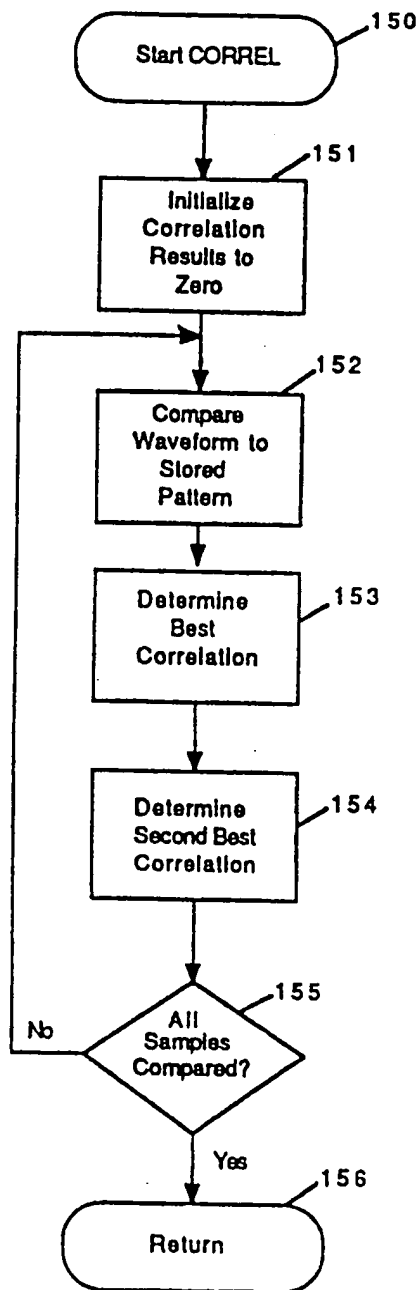 150
Start CORREL
151
Initialize
Correlation
Results to
Zero
152
Compare
Waveform to
Stored
Pattern
153
Determine
Best
Correlation
154
Determine
Second Best
Correlation
155
All
Samples
Compared?
No
Yes
156
Return